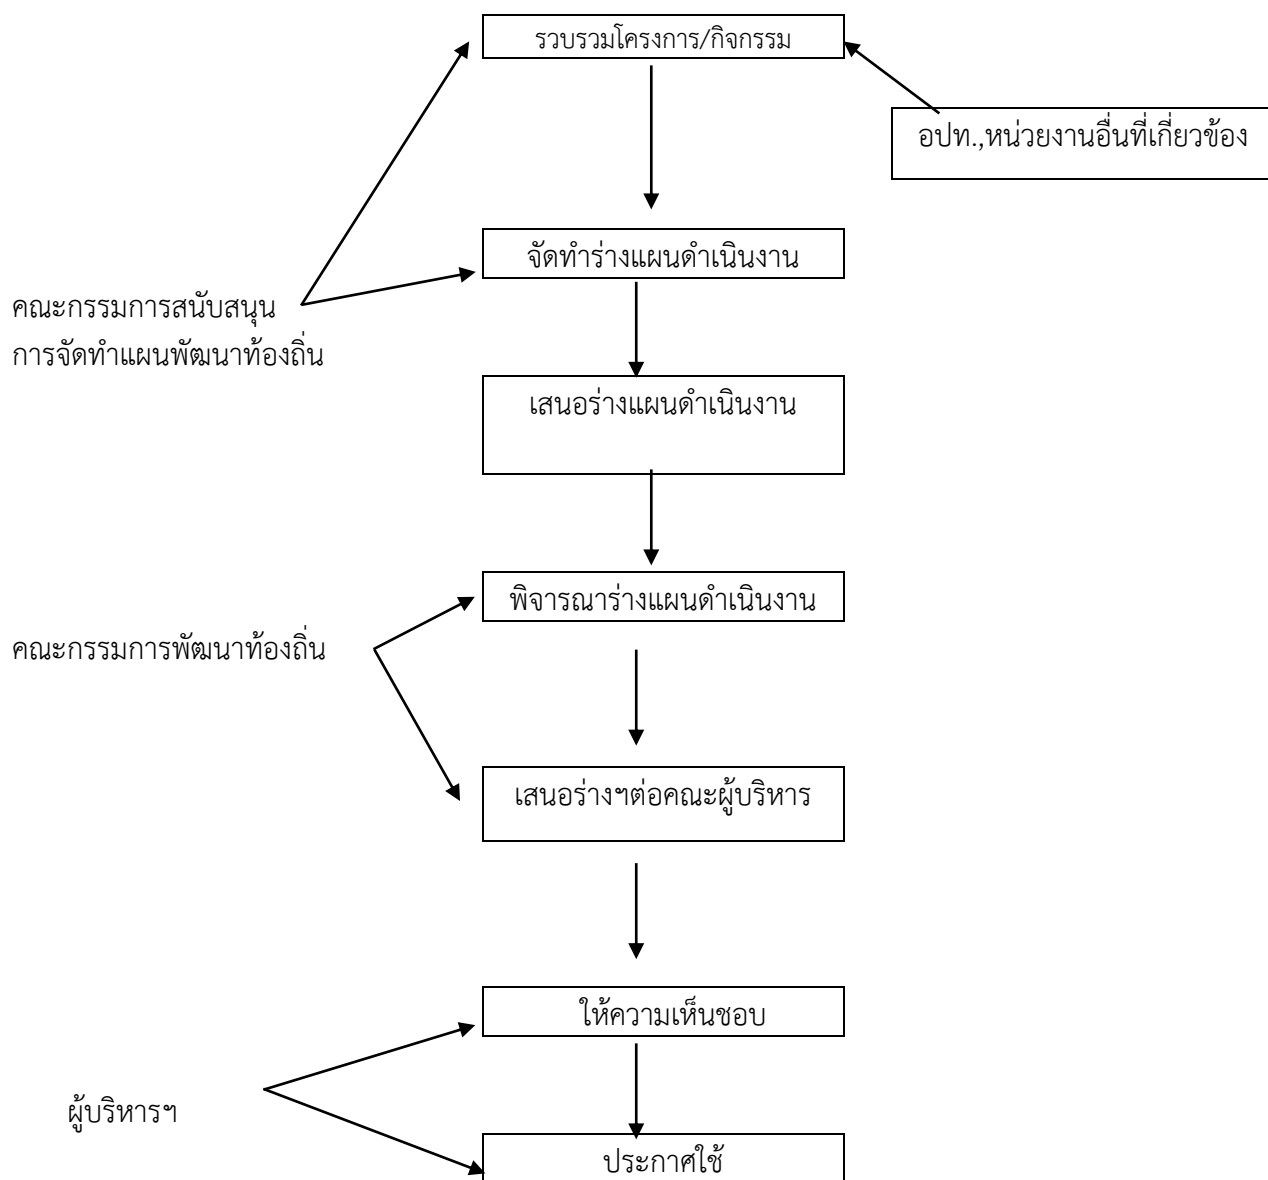 รวบรวมโครงการ/กิจกรรม
อปท.,หน่วยงานอื่นที่เกี่ยวข้อง
จัดทำร่างแผนดำเนินงาน
คณะกรรมการสนับสนุน
การจัดทำแผนพัฒนาท้องถิ่น
เสนอร่างแผนดำเนินงาน
พิจารณาร่างแผนดำเนินงาน
คณะกรรมการพัฒนาท้องถิ่น
เสนอร่างฯต่อคณะผู้บริหาร
ให้ความเห็นชอบ
ผู้บริหารฯ
ประกาศใช้